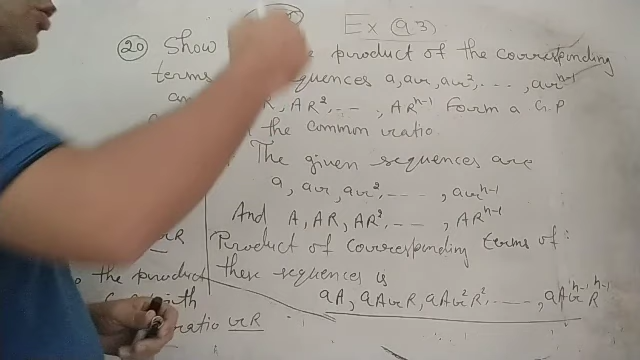 Ex 9.3
20 Show product of the corresponding
terms sequences a, ar, ar², ...., arⁿ⁻¹
an R, AR², ..., ARⁿ⁻¹ form a G.P
the common ratio.
The given sequences are
a, ar, ar², ...., arⁿ⁻¹
And A, AR, AR², ...., ARⁿ⁻¹
Product of corresponding terms of
these sequences is
aA, aArR, aAr²R², ...., aArⁿ⁻¹Rⁿ⁻¹
rR
the product
ratio rR